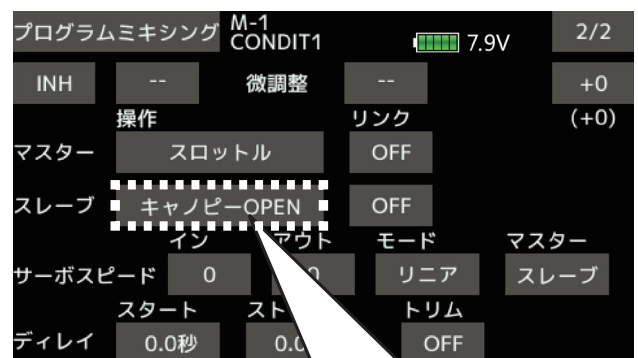 プログラムミキシング M-1 CONDIT1 7.9V 2/2
INH -- 微調整 -- +0
操作 リンク (+0)
マスター スロットル OFF
スレーブ キャノピーOPEN OFF
イン アウト モード マスター
サーボスピード 0 リニア スレーブ
スタート トリム
ディレイ 0.0秒 OFF